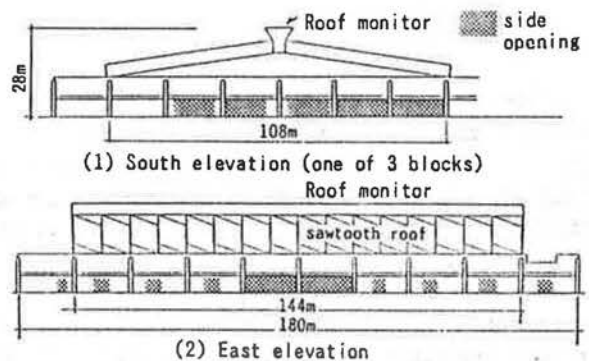 Roof monitor
side
opening
28m
108m
(1) South elevation (one of 3 blocks)
Roof monitor
sawtooth roof
144m
180m
(2) East elevation